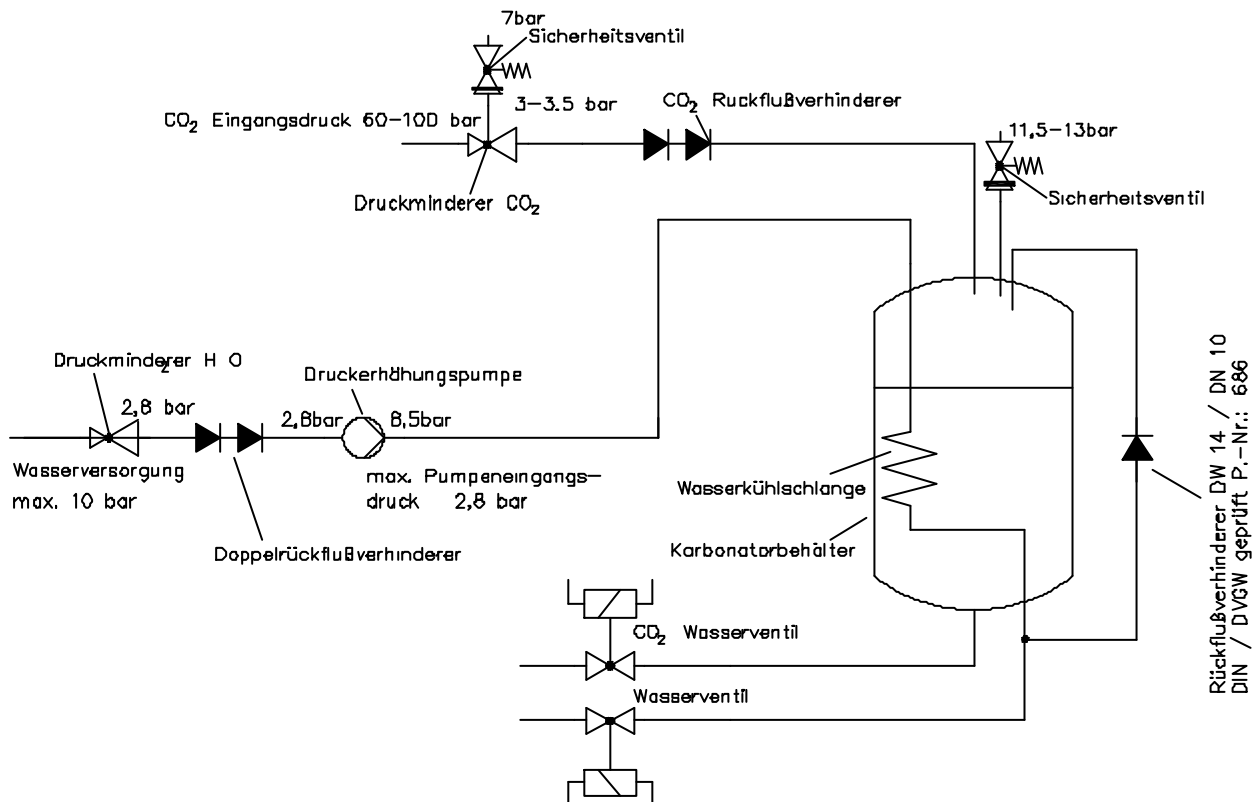 7bar
Sicherheitsventil
3-3.5 bar
CO₂ Ruckflußverhinderer
CO₂ Eingangsdruck 60-100 bar
11,5-13bar
Druckminderer CO₂
Sicherheitsventil
Druckminderer H₂O
Druckerhöhungspumpe
2,8 bar
2,8bar
8,5bar
Wasserversorgung
max. 10 bar
max. Pumpeneingangs-
druck 2,8 bar
Wasserkühlschlange
Doppelrückflußverhinderer
Karbonatorbehälter
CO₂ Wasserventil
Wasserventil
Rückflußverhinderer DW 14 / DN 10
DIN / DVGW geprüft P.-Nr.: 686